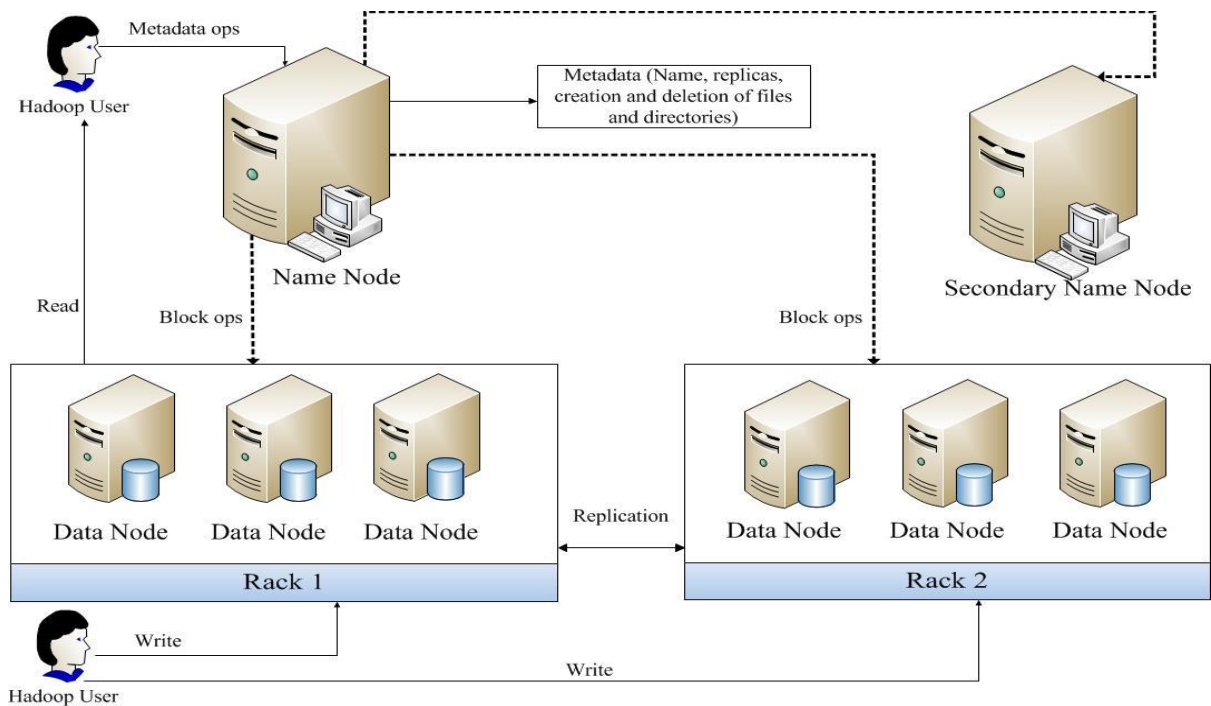 Metadata ops
Hadoop User
Metadata (Name, replicas,
creation and deletion of files
and directories)
Name Node
Secondary Name Node
Read
Block ops
Block ops
Data Node
Data Node
Data Node
Rack 1
Replication
Data Node
Data Node
Data Node
Rack 2
Write
Write
Hadoop User